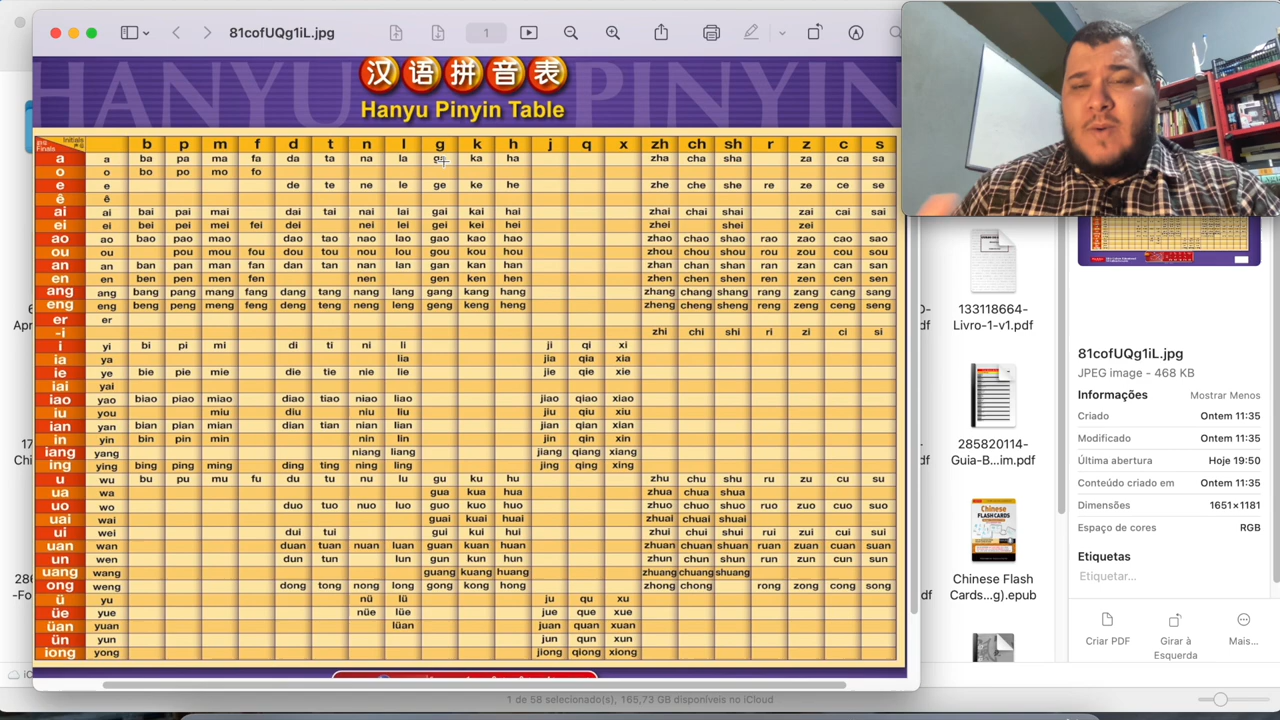 81cofUQg1iL.jpg
1
HANYU PINYIN
汉语拼音表
Hanyu Pinyin Table
Initials
Finals
b p m f d t n l g k h j q x zh ch sh r z c s
a a ba pa ma fa da ta na la ka ha zha cha sha za ca sa
o o bo po mo fo
e e de te ne le ge ke he zhe che she re ze ce se
ê ê
ai ai bai pai mai dai tai nai lai gai kai hai zhai chai shai zai cai sai
ei ei bei pei mei fei dei nei lei gei kei hei zhei shei zei
ao ao bao pao mao dao tao nao lao gao kao hao zhao chao shao rao zao cao sao
ou ou pou mou fou dou tou nou lou gou kou hou zhou chou shou rou zou cou sou
an an ban pan man fan dan tan nan lan gan kan han zhan chan shan ran zan can san
en en ben pen men fen nen gen ken hen zhen chen shen ren zen cen sen
ang ang bang pang mang fang dang tang nang lang gang kang hang zhang chang shang rang zang cang sang
eng eng beng peng meng feng deng teng neng leng geng keng heng zheng cheng sheng reng zeng ceng seng
er er
-i zhi chi shi ri zi ci si
i yi bi pi mi di ti ni li ji qi xi
ia ya lia jia qia xia
ie ye bie pie mie die tie nie lie jie qie xie
iai yai
iao yao biao piao miao diao tiao niao liao jiao qiao xiao
iu you miu diu niu liu jiu qiu xiu
ian yan bian pian mian dian tian nian lian jian qian xian
in yin bin pin min nin lin jin qin xin
iang yang niang liang jiang qiang xiang
ing ying bing ping ming ding ting ning ling jing qing xing
u wu bu pu mu fu du tu nu lu gu ku hu zhu chu shu ru zu cu su
ua wa gua kua hua zhua chua shua
uo wo duo tuo nuo luo guo kuo huo zhuo chuo shuo ruo zuo cuo suo
uai wai guai kuai huai zhuai chuai shuai
ui wei dui tui gui kui hui zhui chui shui rui zui cui sui
uan wan duan tuan nuan luan guan kuan huan zhuan chuan shuan ruan zuan cuan suan
un wen dun tun lun gun kun hun zhun chun shun run zun cun sun
uang wang guang kuang huang zhuang chuang shuang
ong weng dong tong nong long gong kong hong zhong chong rong zong cong song
ü yu nü lü ju qu xu
üe yue nüe lüe jue que xue
üan yuan lüan juan quan xuan
ün yun jun qun xun
iong yong jiong qiong xiong
133118664-
Livro-1-v1.pdf
285820114-
Guia-B...im.pdf
CHINESE
FLASH CARDS
Chinese Flash
Cards...g).epub
81cofUQg1iL.jpg
JPEG image - 468 KB
Informações Mostrar Menos
Criado Ontem 11:35
Modificado Ontem 11:35
Última abertura Hoje 19:50
Conteúdo criado em Ontem 11:35
Dimensões 1651×1181
Espaço de cores RGB
Etiquetas
Etiquetar...
Criar PDF
Girar à
Esquerda
Mais...
1 de 58 selecionado(s), 165,73 GB disponíveis no iCloud